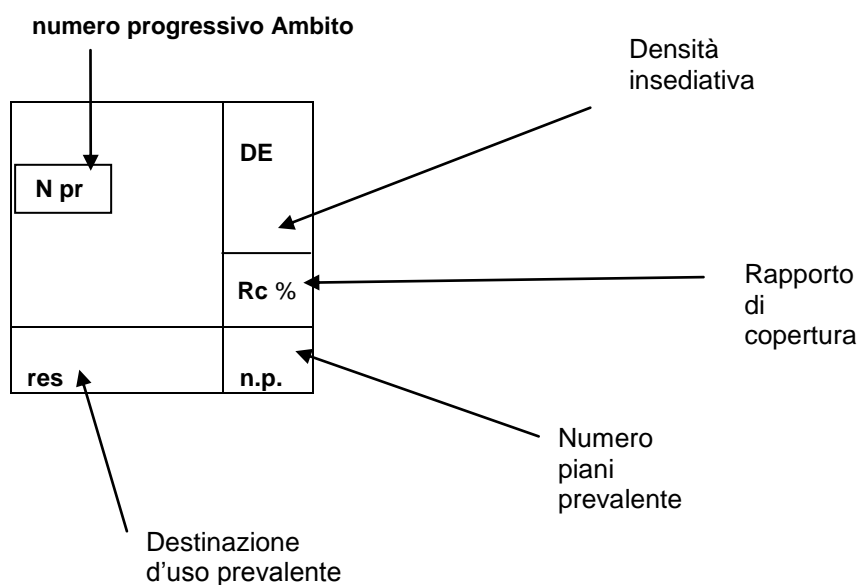 numero progressivo Ambito
Densità
insediativa
DE
N pr
Rc %
Rapporto
di
copertura
res
n.p.
Numero
piani
prevalente
Destinazione
d'uso prevalente